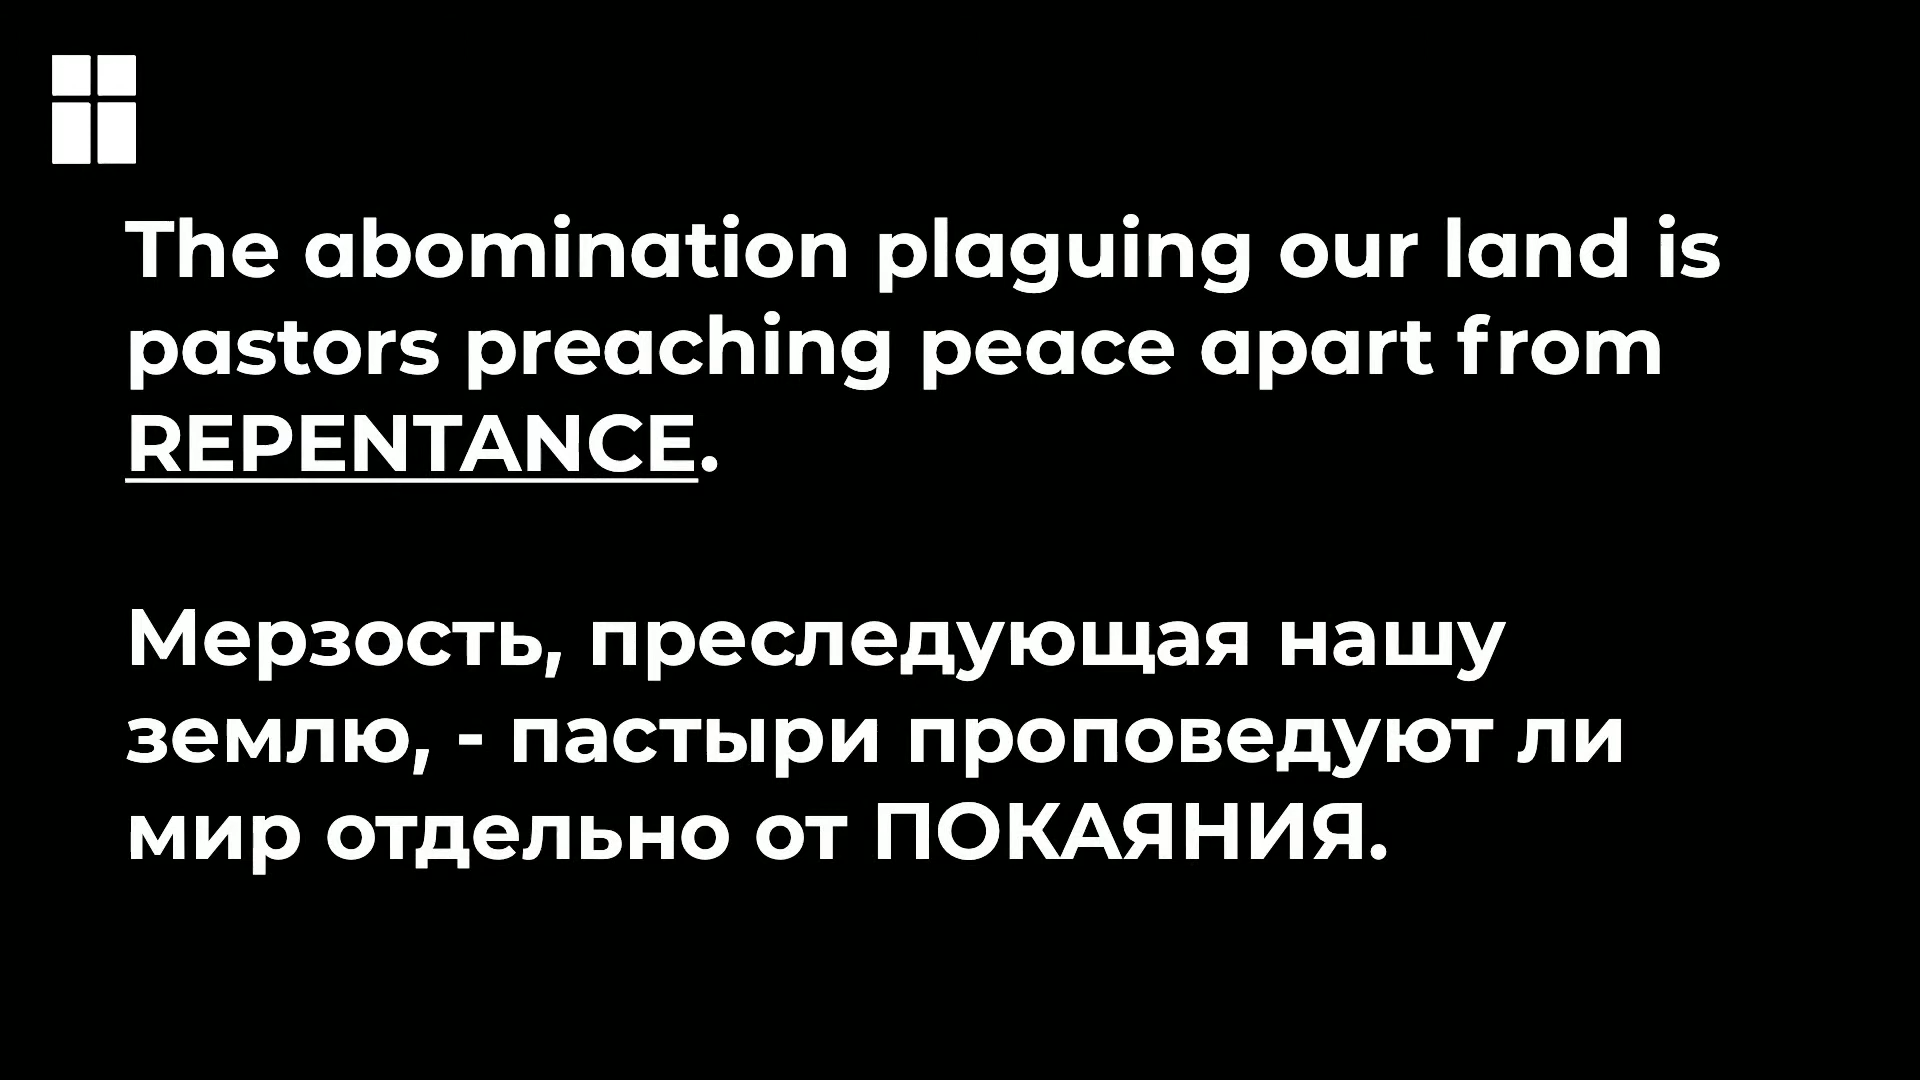 The abomination plaguing our land is
pastors preaching peace apart from
REPENTANCE.
Мерзость, преследующая нашу
землю, - пастыри проповедуют ли
мир отдельно от ПОКАЯНИЯ.